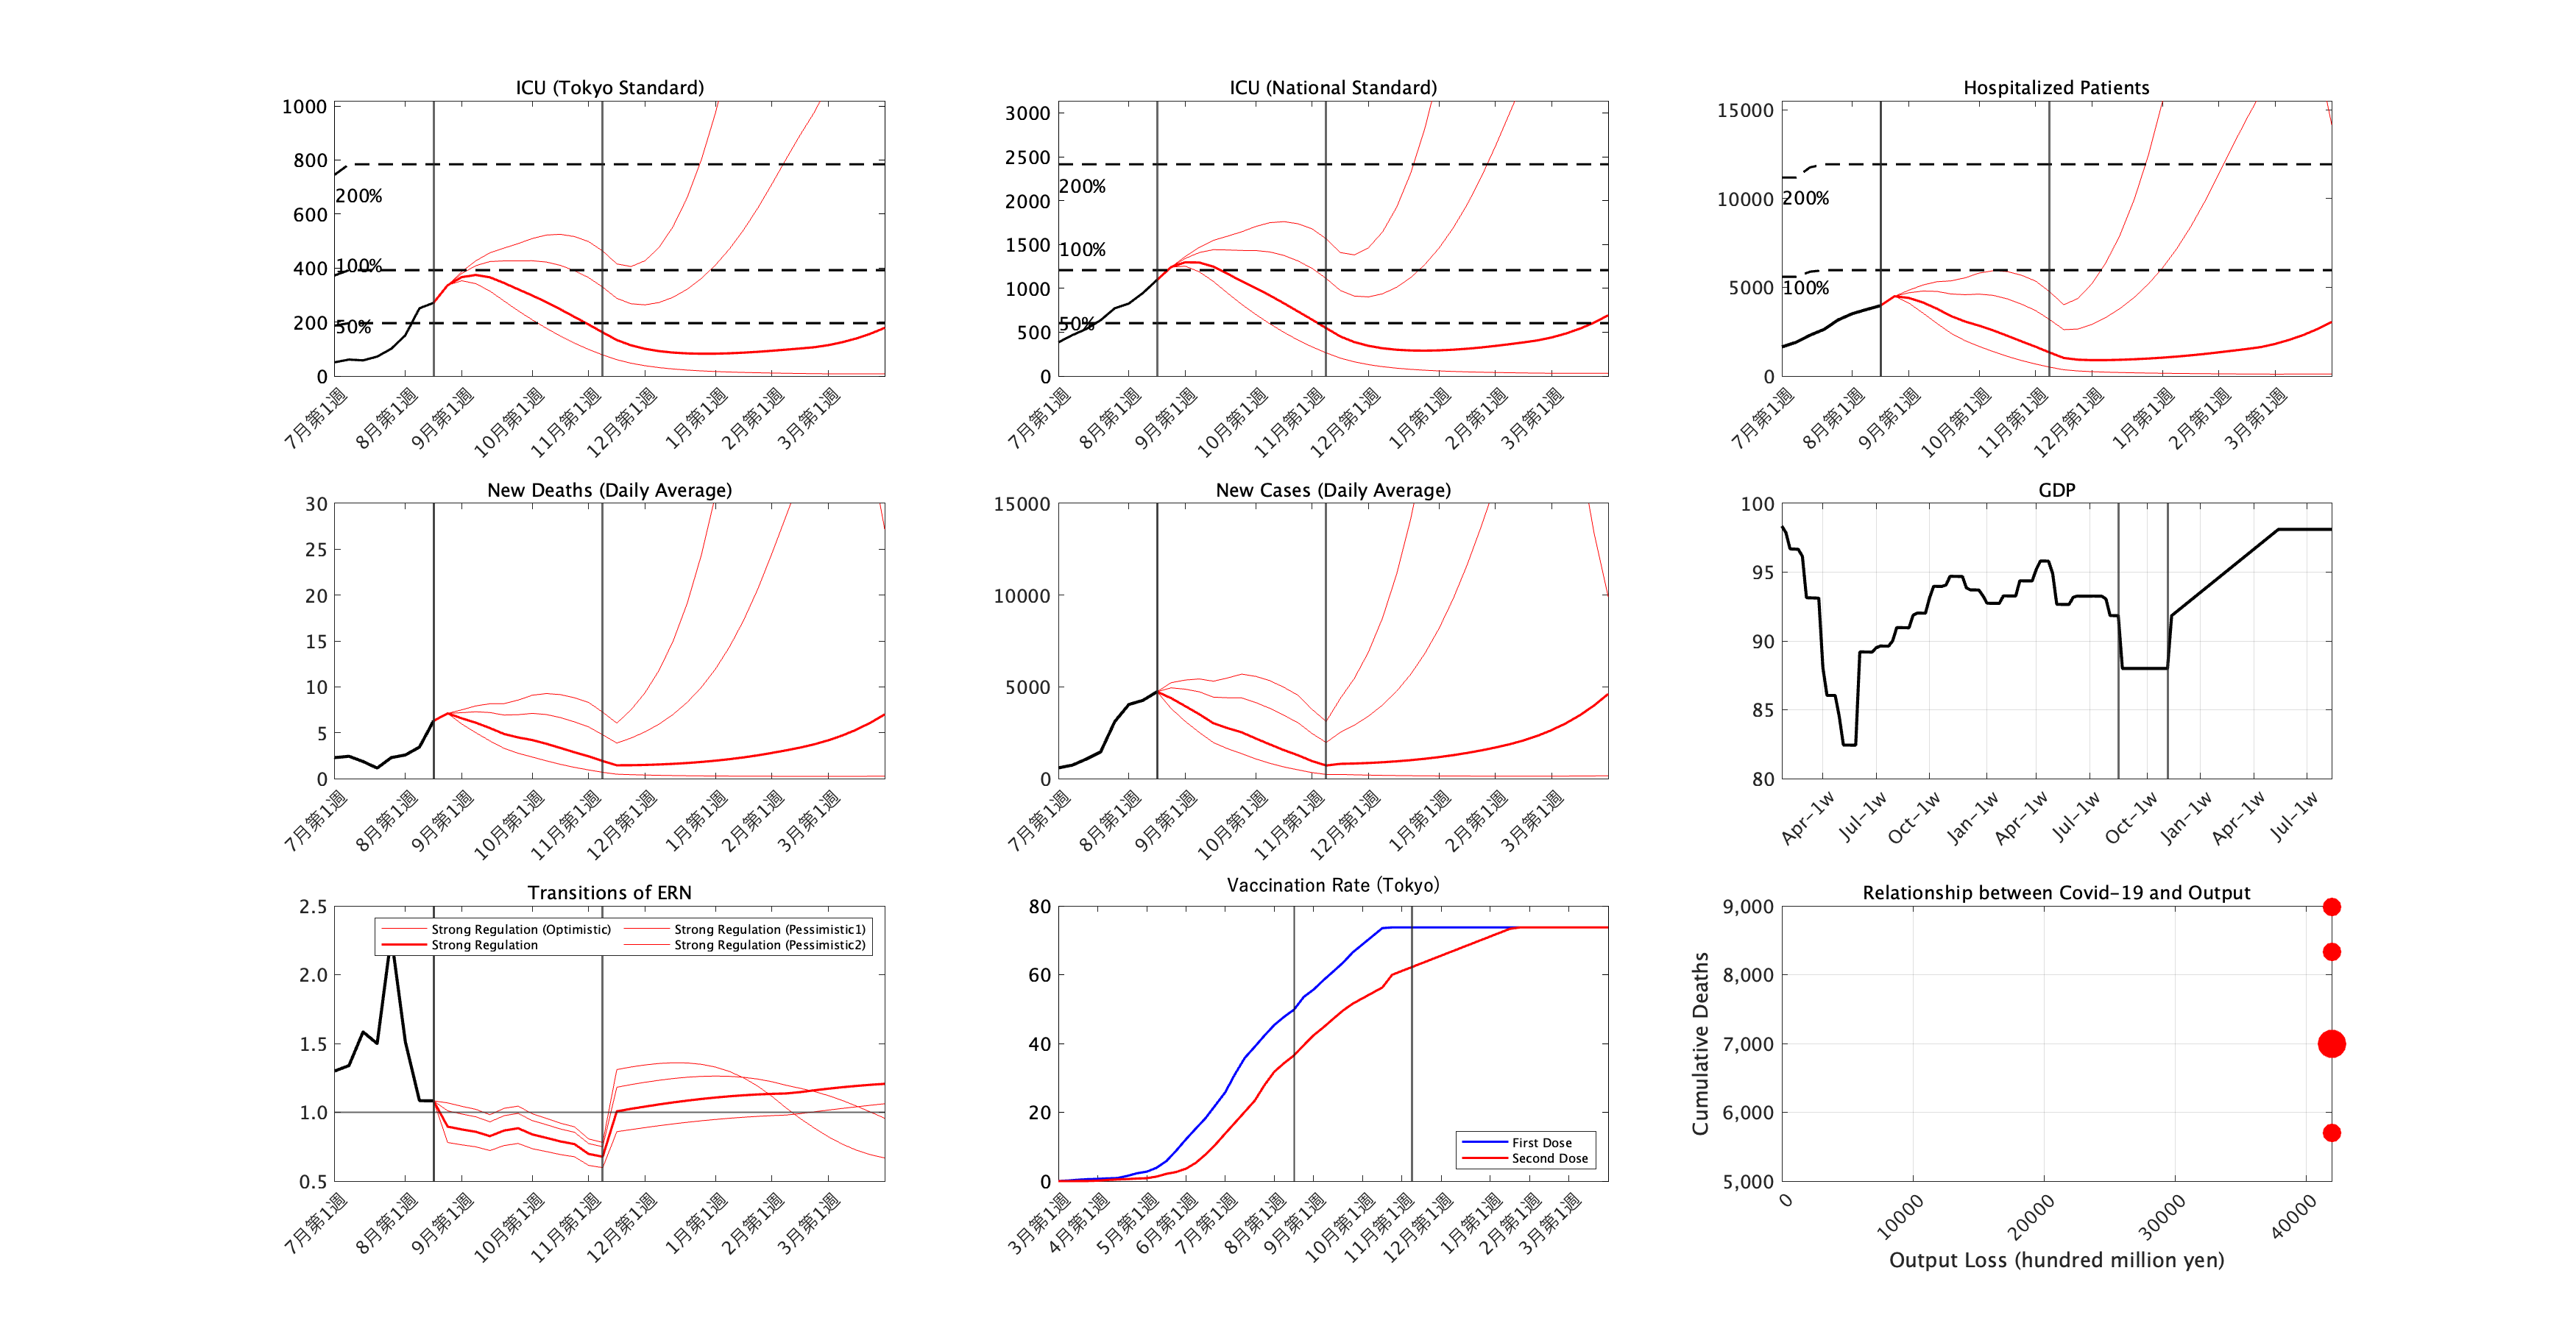 ICU (Tokyo Standard)
1000
800
600
400
200
0
200%
100%
50%
7月第1週
8月第1週
9月第1週
10月第1週
11月第1週
12月第1週
1月第1週
2月第1週
3月第1週
ICU (National Standard)
3000
2500
2000
1500
1000
500
0
200%
100%
50%
7月第1週
8月第1週
9月第1週
10月第1週
11月第1週
12月第1週
1月第1週
2月第1週
3月第1週
Hospitalized Patients
15000
10000
5000
0
200%
100%
7月第1週
8月第1週
9月第1週
10月第1週
11月第1週
12月第1週
1月第1週
2月第1週
3月第1週
New Deaths (Daily Average)
30
25
20
15
10
5
0
7月第1週
8月第1週
9月第1週
10月第1週
11月第1週
12月第1週
1月第1週
2月第1週
3月第1週
New Cases (Daily Average)
15000
10000
5000
0
7月第1週
8月第1週
9月第1週
10月第1週
11月第1週
12月第1週
1月第1週
2月第1週
3月第1週
GDP
100
95
90
85
80
Apr-1w
Jul-1w
Oct-1w
Jan-1w
Apr-1w
Jul-1w
Oct-1w
Jan-1w
Apr-1w
Jul-1w
Transitions of ERN
2.5
2.0
1.5
1.0
0.5
Strong Regulation (Optimistic)
Strong Regulation
Strong Regulation (Pessimistic1)
Strong Regulation (Pessimistic2)
7月第1週
8月第1週
9月第1週
10月第1週
11月第1週
12月第1週
1月第1週
2月第1週
3月第1週
Vaccination Rate (Tokyo)
80
60
40
20
0
First Dose
Second Dose
3月第1週
4月第1週
5月第1週
6月第1週
7月第1週
8月第1週
9月第1週
10月第1週
11月第1週
12月第1週
1月第1週
2月第1週
3月第1週
Relationship between Covid-19 and Output
Cumulative Deaths
9,000
8,000
7,000
6,000
5,000
0
10000
20000
30000
40000
Output Loss (hundred million yen)